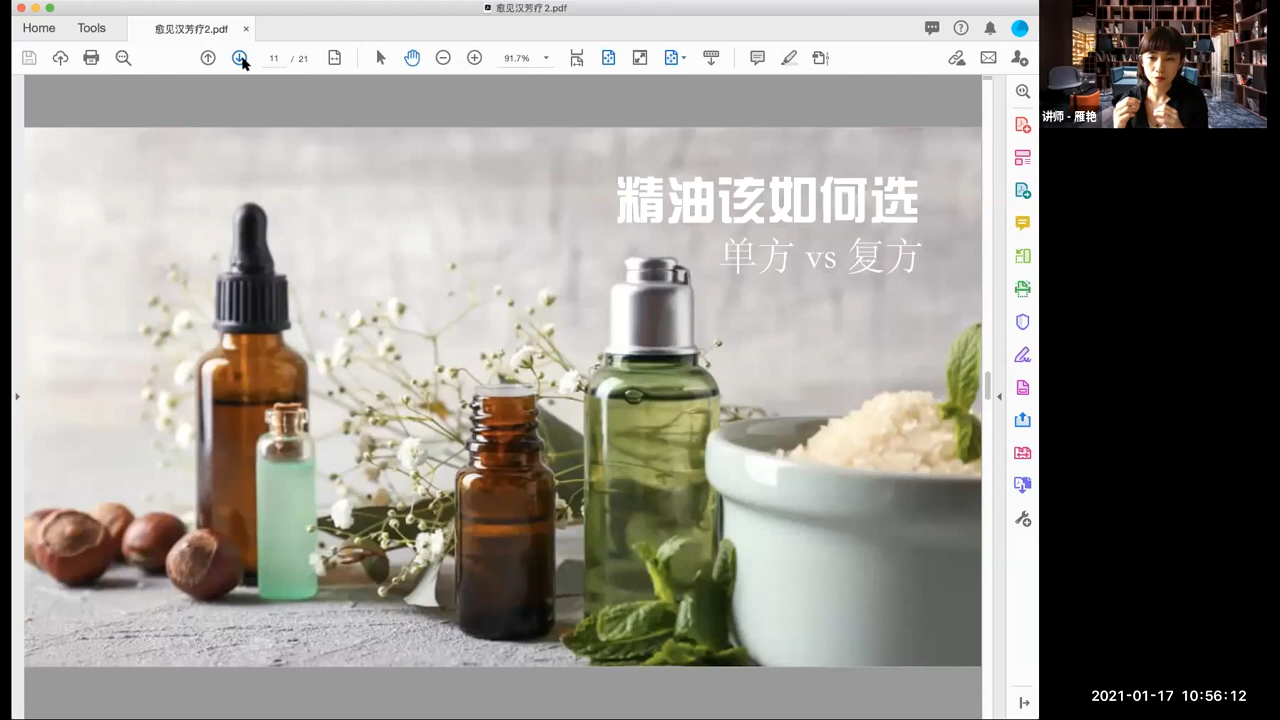 愈见汉芳疗 2.pdf
Home
Tools
愈见汉芳疗2.pdf ×
11 / 21
91.7%
讲师 - 雁艳
精油该如何选
单方 vs 复方
2021-01-17 10:56:12